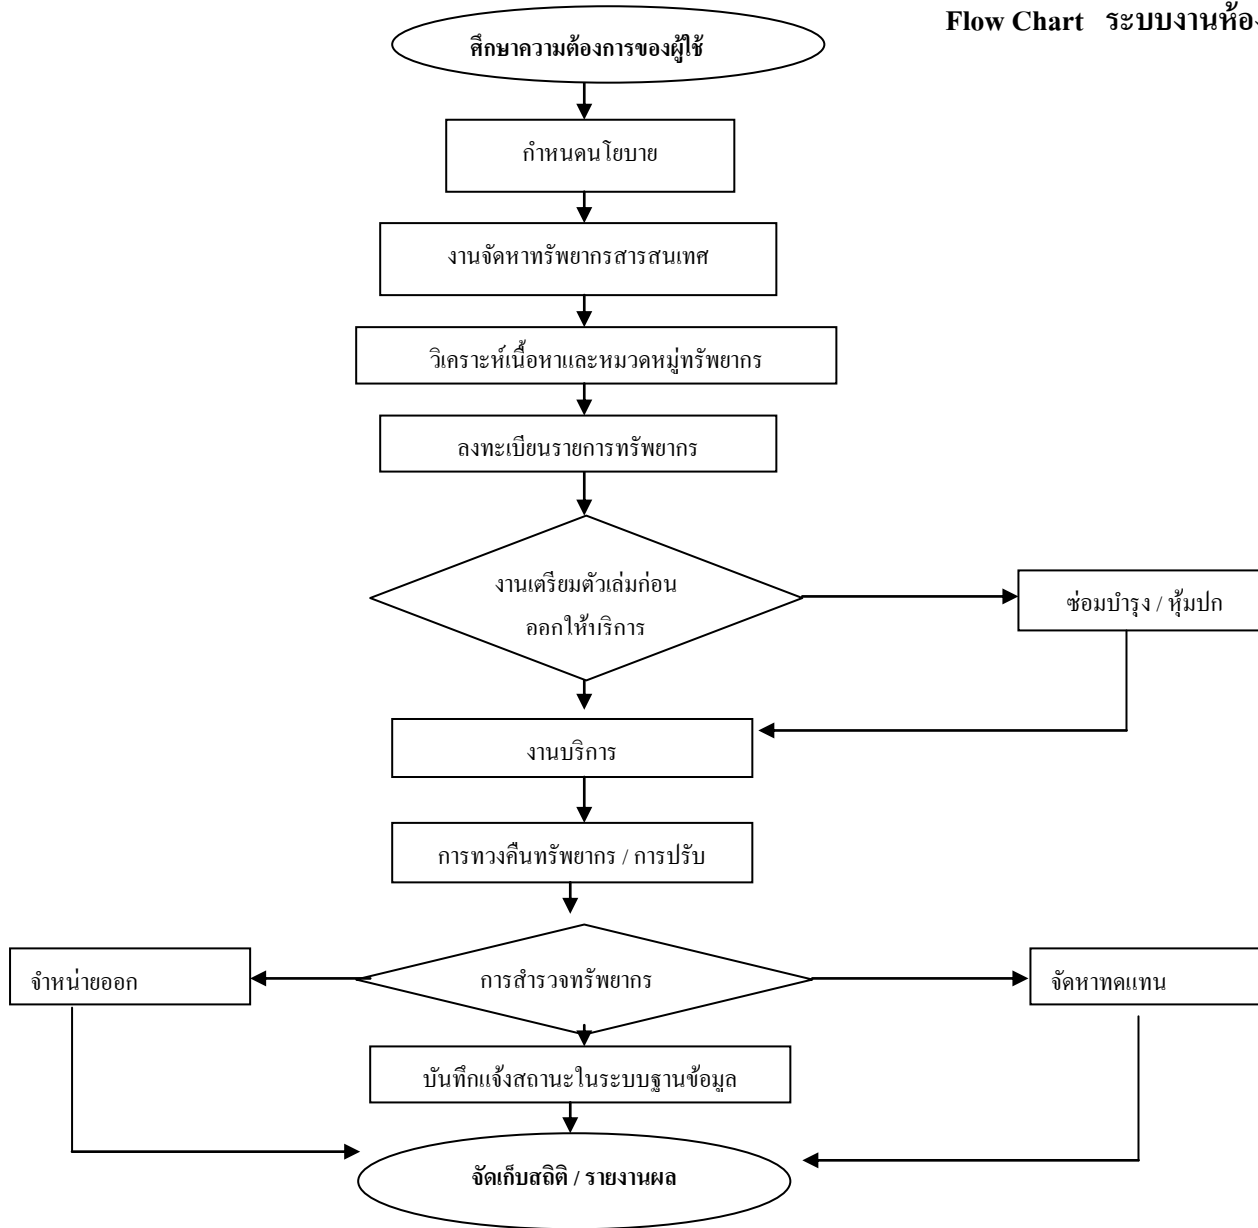 Flow Chart ระบบงานห้อง
ศึกษาความต้องการของผู้ใช้
กำหนดนโยบาย
งานจัดหาทรัพยากรสารสนเทศ
วิเคราะห์เนื้อหาและหมวดหมู่ทรัพยากร
ลงทะเบียนรายการทรัพยากร
งานเตรียมตัวเล่มก่อน
ออกให้บริการ
ซ่อมบำรุง / หุ้มปก
งานบริการ
การทวงคืนทรัพยากร / การปรับ
จำหน่ายออก
การสำรวจทรัพยากร
จัดหาทดแทน
บันทึกแจ้งสถานะในระบบฐานข้อมูล
จัดเก็บสถิติ / รายงานผล